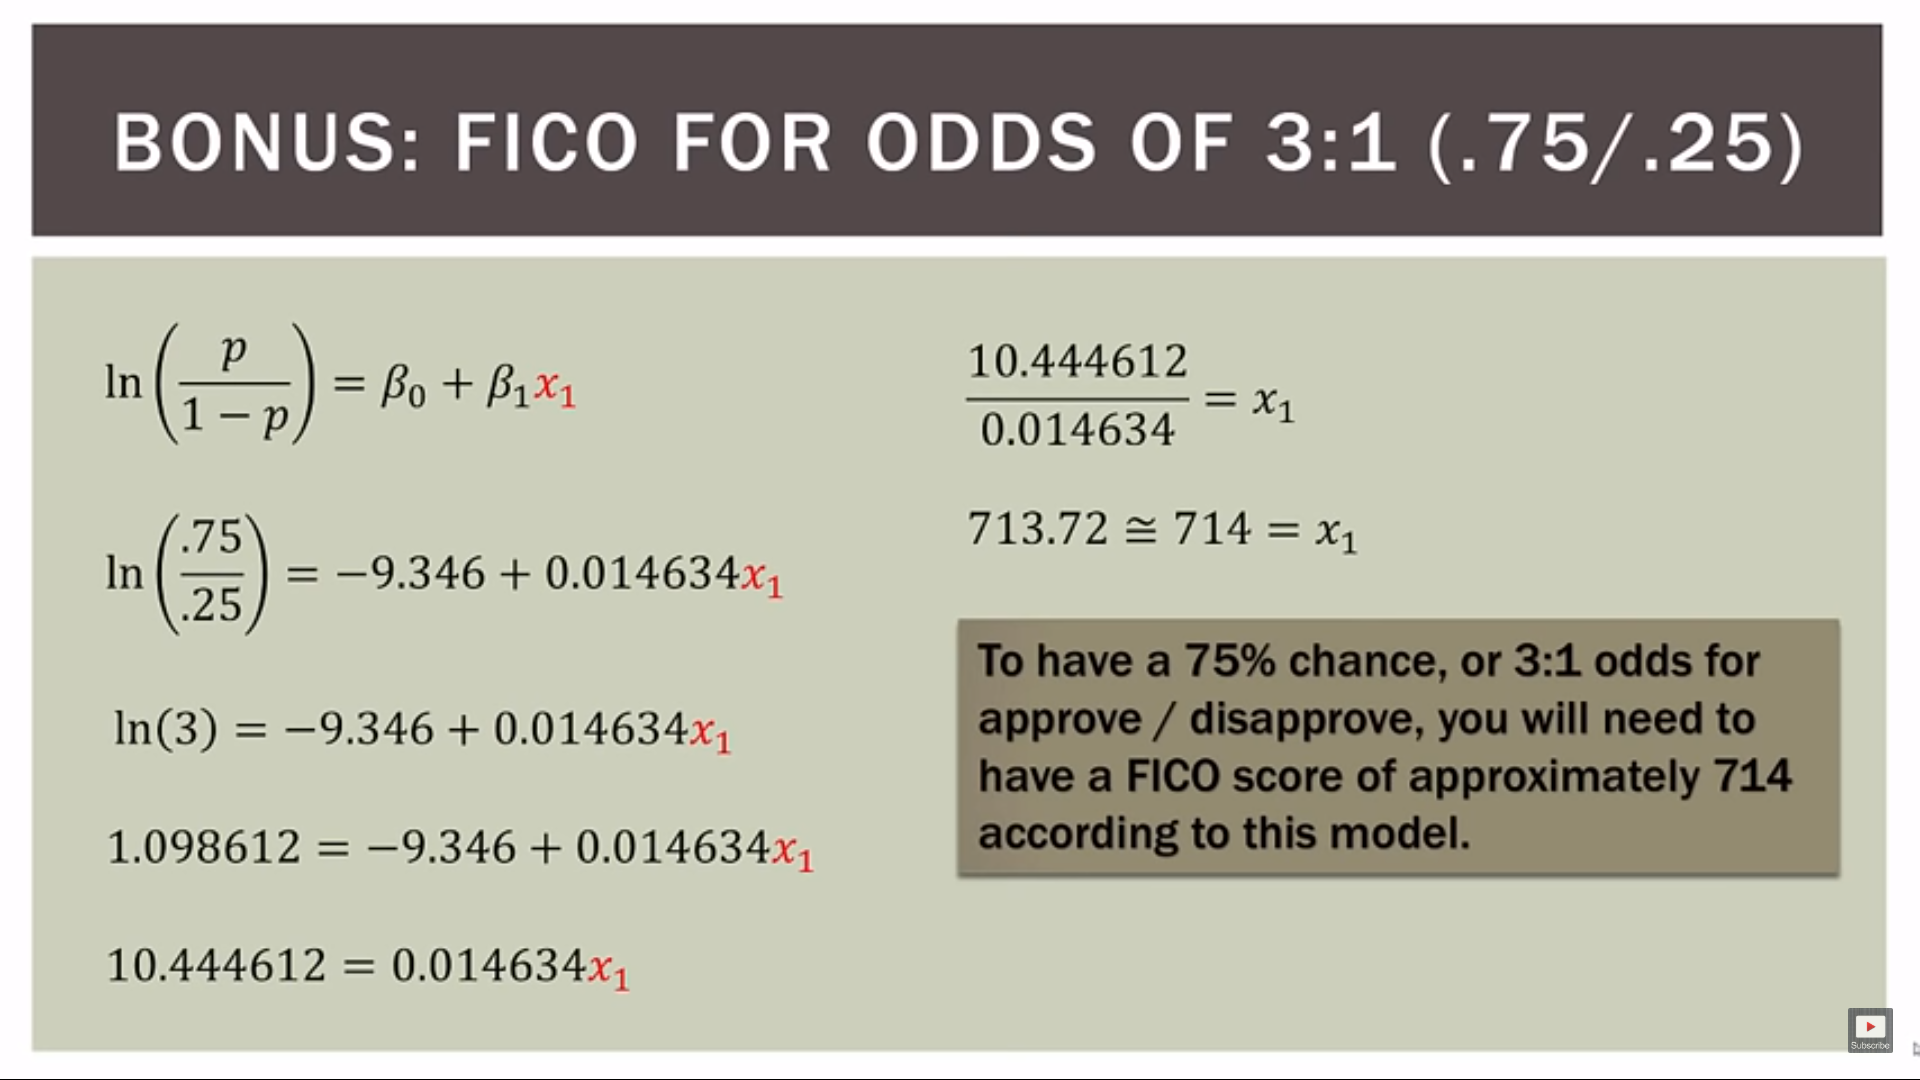 BONUS: FICO FOR ODDS OF 3:1 (.75/.25)
ln(p/(1 − p)) = β₀ + β₁x₁
ln(.75/.25) = −9.346 + 0.014634x₁
ln(3) = −9.346 + 0.014634x₁
1.098612 = −9.346 + 0.014634x₁
10.444612 = 0.014634x₁
10.444612/0.014634 = x₁
713.72 ≅ 714 = x₁
To have a 75% chance, or 3:1 odds for
approve / disapprove, you will need to
have a FICO score of approximately 714
according to this model.
Subscribe